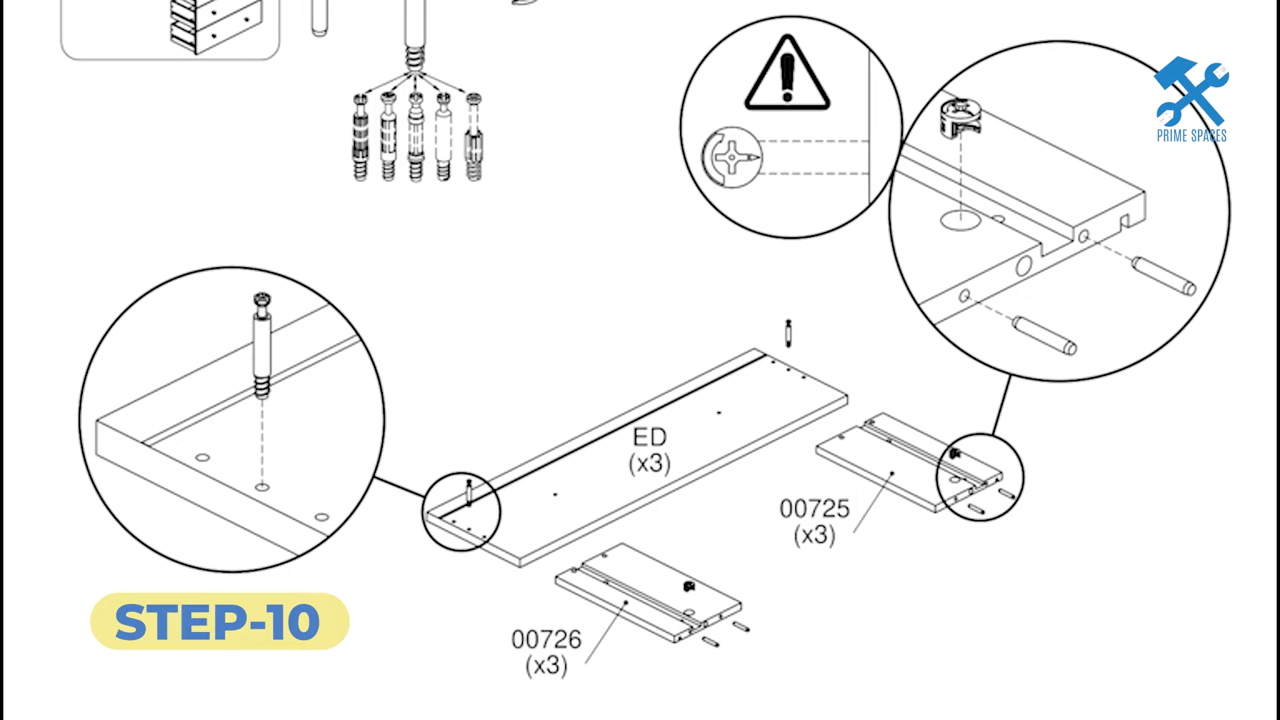 PRIME SPACES
ED
(x3)
00725
(x3)
STEP-10
00726
(x3)